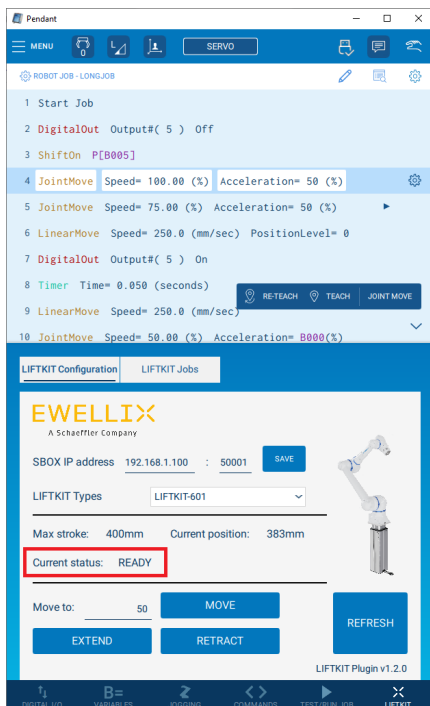 Pendant
MENU 0 L SERVO
ROBOT JOB - LONGJOB
1 Start Job
2 DigitalOut Output#( 5 ) Off
3 ShiftOn P[B005]
4 JointMove Speed= 100.00 (%) Acceleration= 50 (%)
5 JointMove Speed= 75.00 (%) Acceleration= 50 (%)
6 LinearMove Speed= 250.0 (mm/sec) PositionLevel= 0
7 DigitalOut Output#( 5 ) On
8 Timer Time= 0.050 (seconds)
RE-TEACH TEACH JOINT MOVE
9 LinearMove Speed= 250.0 (mm/sec)
10 JointMove Speed= 50.00 (%) Acceleration= B000(%)
LIFTKIT Configuration LIFTKIT Jobs
EWELLIX
A Schaeffler Company
SBOX IP address 192.168.1.100 : 50001 SAVE
LIFTKIT Types LIFTKIT-601
Max stroke: 400mm Current position: 383mm
Current status: READY
Move to: 50 MOVE
REFRESH
EXTEND RETRACT
LIFTKIT Plugin v1.2.0
DIGITAL I/O VARIABLES JOGGING COMMANDS TEST/RUN JOB LIFTKIT